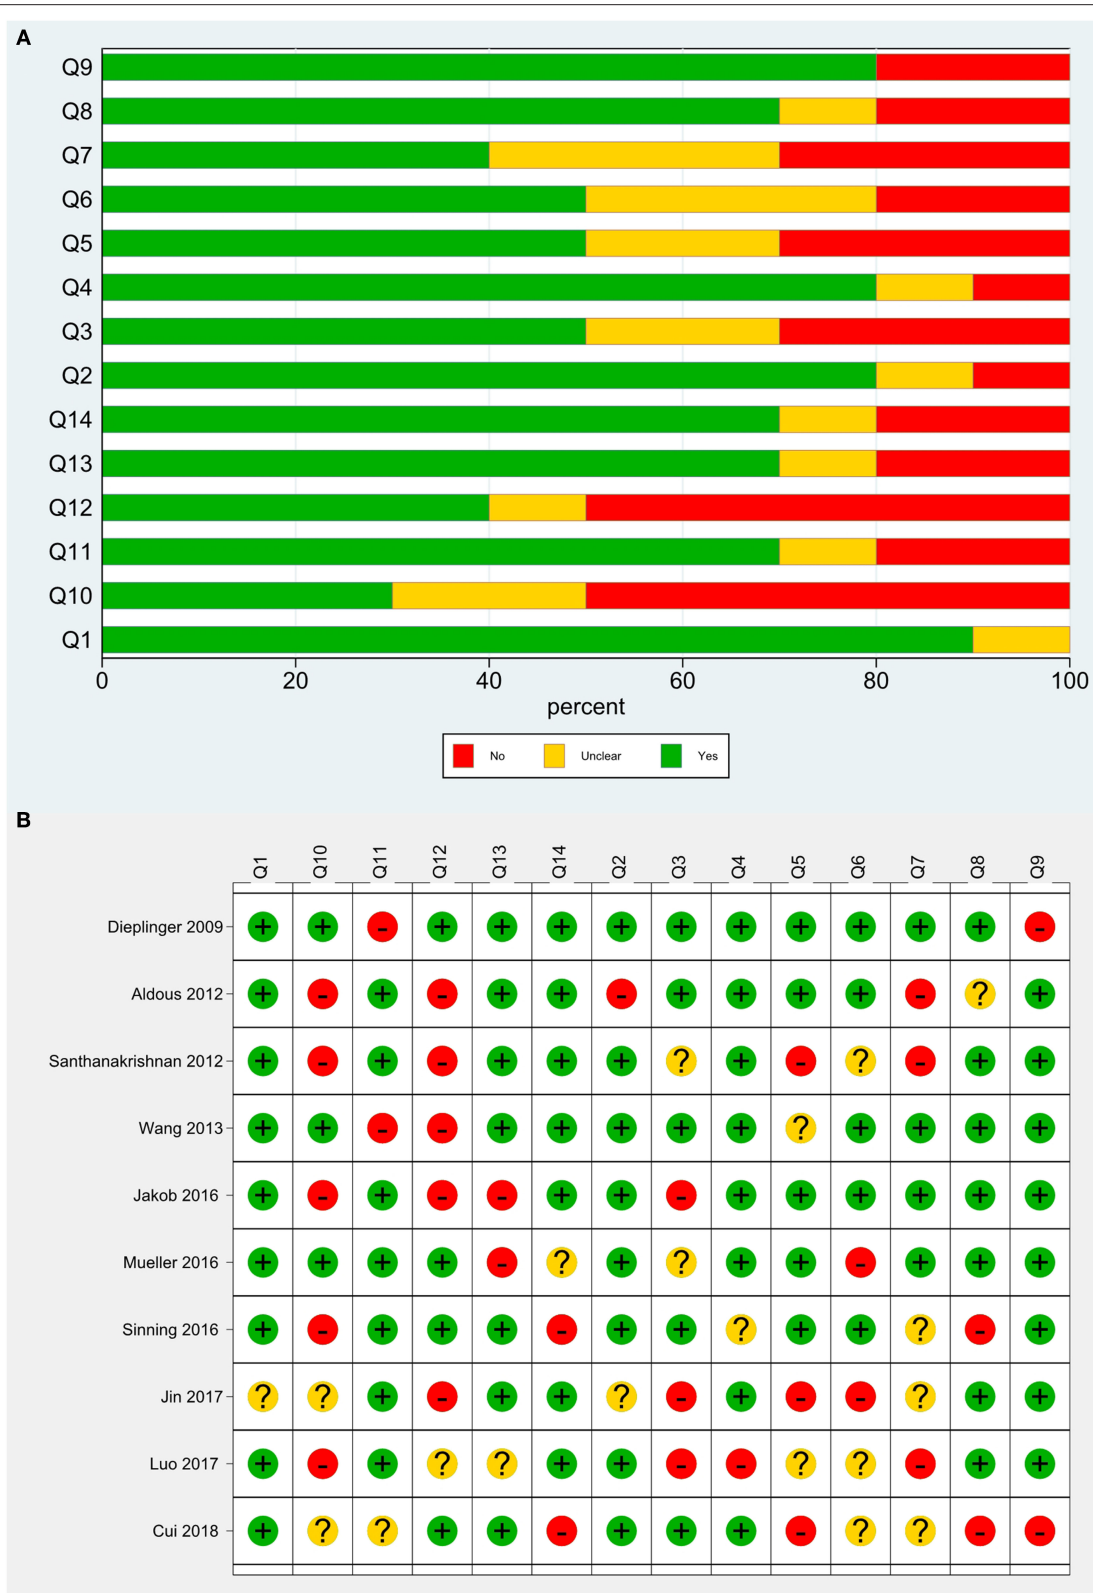 A
Q9
Q8
Q7
Q6
Q5
Q4
Q3
Q2
Q14
Q13
Q12
Q11
Q10
Q1
0 20 40 60 80 100
percent
No Unclear Yes
B
Q1 Q10 Q11 Q12 Q13 Q14 Q2 Q3 Q4 Q5 Q6 Q7 Q8 Q9
Dieplinger 2009 + + - + + + + + + + + + + -
Aldous 2012 + - + - + + - + + + + - ? +
Santhanakrishnan 2012 + - + - + + + ? + - ? - + +
Wang 2013 + + - - + + + + + ? + + + +
Jakob 2016 + - + - - + + - + + + + + +
Mueller 2016 + + + + - ? + ? + + - + + +
Sinning 2016 + - + + + - + + ? + + ? - +
Jin 2017 ? ? + - + + ? - + - - ? + +
Luo 2017 + - + ? ? + + - - ? ? - + +
Cui 2018 + ? ? + + - + + + - ? ? - -